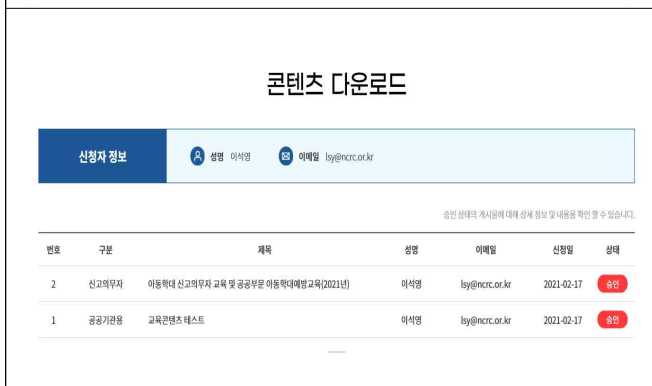 콘텐츠 다운로드
신청자 정보 성명 이석영 이메일 lsy@ncrc.or.kr
승인 상태의 게시물에 대해 상세 정보 및 내용을 확인 할 수 있습니다.
번호 구분 제목 성명 이메일 신청일 상태
2 신고의무자 아동학대 신고의무자 교육 및 공공부문 아동학대예방교육(2021년) 이석영 lsy@ncrc.or.kr 2021-02-17 승인
1 공공기관용 교육콘텐츠 테스트 이석영 lsy@ncrc.or.kr 2021-02-17 승인